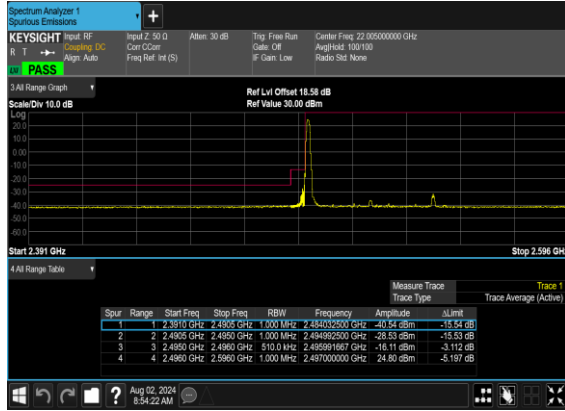 Spectrum Analyzer 1
Spurious Emissions
KEYSIGHT Input: RF Input Z: 50 Ω Atten: 30 dB Trig: Free Run Center Freq: 22.005000000 GHz
R T Coupling: DC Corr CCorr Gate: Off Avg|Hold: 100/100
Align: Auto Freq Ref: Int (S) IF Gain: Low Radio Std: None
PASS
3 All Range Graph Ref Lvl Offset 18.58 dB
Scale/Div 10.0 dB Ref Value 30.00 dBm
Log
20.0
10.0
0.00
-10.0
-20.0
-30.0
-40.0
-50.0
-60.0
Start 2.391 GHz Stop 2.596 GHz
4 All Range Table
Measure Trace Trace 1
Trace Type Trace Average (Active)
Spur Range Start Freq Stop Freq RBW Frequency Amplitude ΔLimit
1 1 2.3910 GHz 2.4905 GHz 1.000 MHz 2.484032500 GHz -40.54 dBm -15.54 dB
2 2 2.4905 GHz 2.4950 GHz 1.000 MHz 2.494992500 GHz -28.53 dBm -15.53 dB
3 3 2.4950 GHz 2.4960 GHz 510.0 kHz 2.495991667 GHz -16.11 dBm -3.112 dB
4 4 2.4960 GHz 2.5960 GHz 1.000 MHz 2.497000000 GHz 24.80 dBm -5.197 dB
? Aug 02, 2024
8:54:22 AM